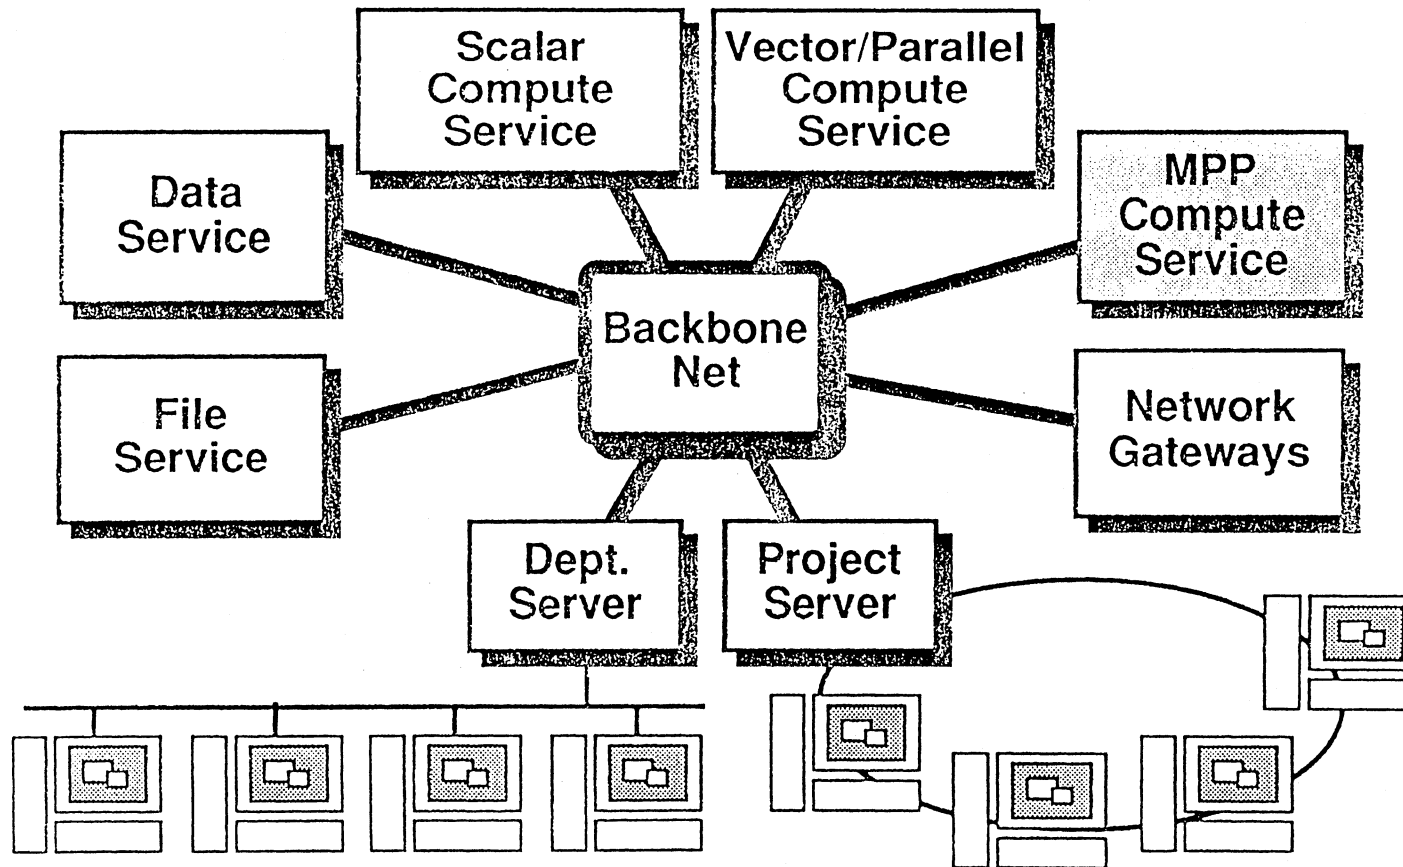 Scalar
Compute
Service
Vector/Parallel
Compute
Service
Data
Service
MPP
Compute
Service
Backbone
Net
File
Service
Network
Gateways
Dept.
Server
Project
Server